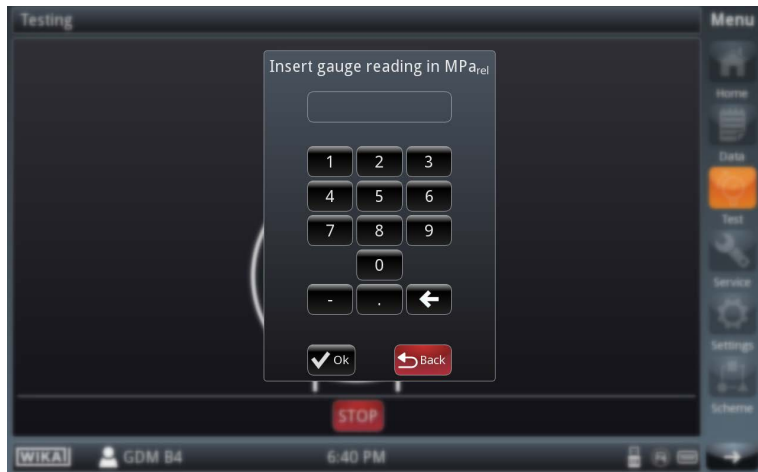 Testing
Menu
Insert gauge reading in MParel
1 2 3
4 5 6
7 8 9
0
- .
Ok
Back
STOP
Home
Data
Test
Service
Settings
Scheme
WIKAI
GDM B4
6:40 PM